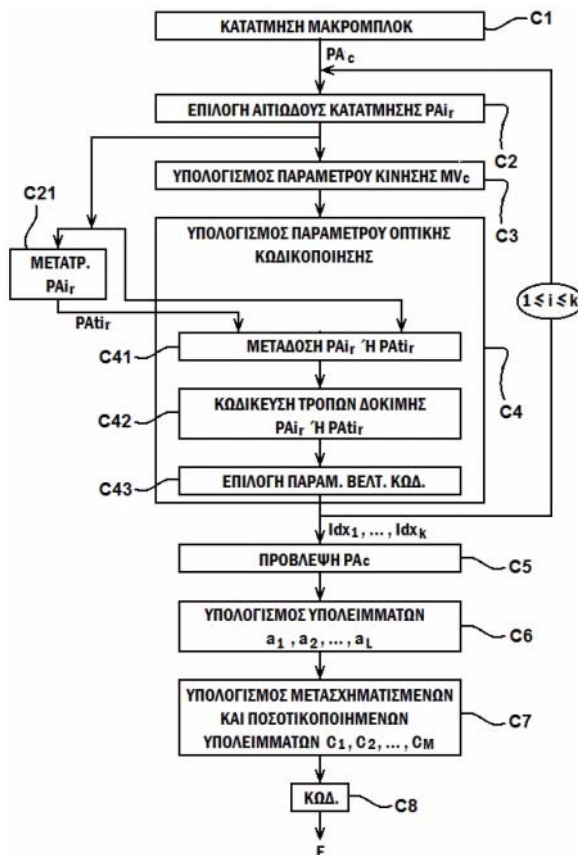 ΚΑΤΑΤΜΗΣΗ ΜΑΚΡΟΜΠΛΟΚ
C1
PAc
ΕΠΙΛΟΓΗ ΑΙΤΙΩΔΟΥΣ ΚΑΤΑΤΜΗΣΗΣ PAir
C2
ΥΠΟΛΟΓΙΣΜΟΣ ΠΑΡΑΜΕΤΡΟΥ ΚΙΝΗΣΗΣ MVc
C3
C21
ΜΕΤΑΤΡ.
PAir
PAtir
ΥΠΟΛΟΓΙΣΜΟΣ ΠΑΡΑΜΕΤΡΟΥ ΟΠΤΙΚΗΣ
ΚΩΔΙΚΟΠΟΙΗΣΗΣ
1 ≤ i ≤ k
C41
ΜΕΤΑΔΟΣΗ PAir Ή PAtir
C4
C42
ΚΩΔΙΚΕΥΣΗ ΤΡΟΠΩΝ ΔΟΚΙΜΗΣ
PAir Ή PAtir
C43
ΕΠΙΛΟΓΗ ΠΑΡΑΜ. ΒΕΛΤ. ΚΩΔ.
Idx1, ... , Idxk
ΠΡΟΒΛΕΨΗ PAc
C5
ΥΠΟΛΟΓΙΣΜΟΣ ΥΠΟΛΕΙΜΜΑΤΩΝ
a1 , a2 , ... , aL
C6
ΥΠΟΛΟΓΙΣΜΟΣ ΜΕΤΑΣΧΗΜΑΤΙΣΜΕΝΩΝ
ΚΑΙ ΠΟΣΟΤΙΚΟΠΟΙΗΜΕΝΩΝ
ΥΠΟΛΕΙΜΜΑΤΩΝ C1, C2, ... , CM
C7
ΚΩΔ.
C8
F